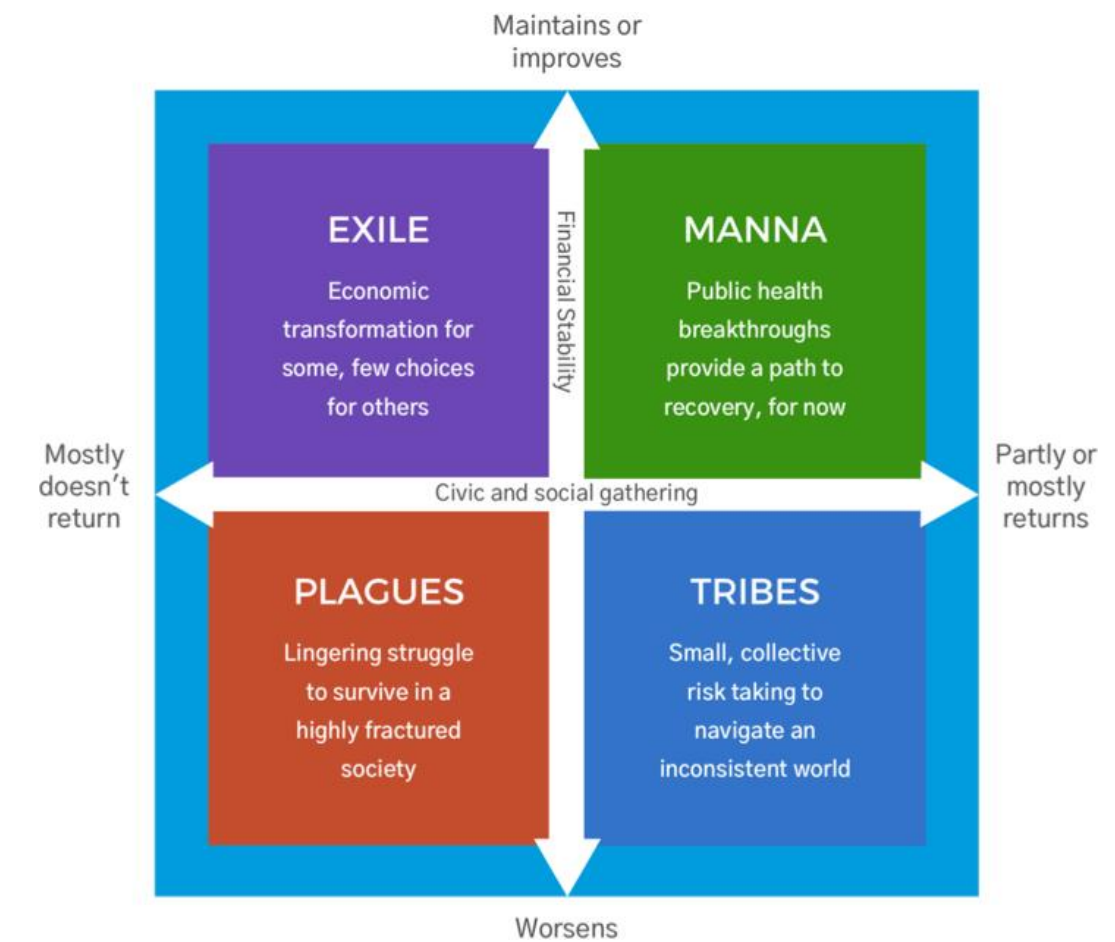 Maintains or
improves
EXILE
Economic
transformation for
some, few choices
for others
Financial Stability
MANNA
Public health
breakthroughs
provide a path to
recovery, for now
Mostly
doesn't
return
Civic and social gathering
Partly or
mostly
returns
PLAGUES
Lingering struggle
to survive in a
highly fractured
society
TRIBES
Small, collective
risk taking to
navigate an
inconsistent world
Worsens